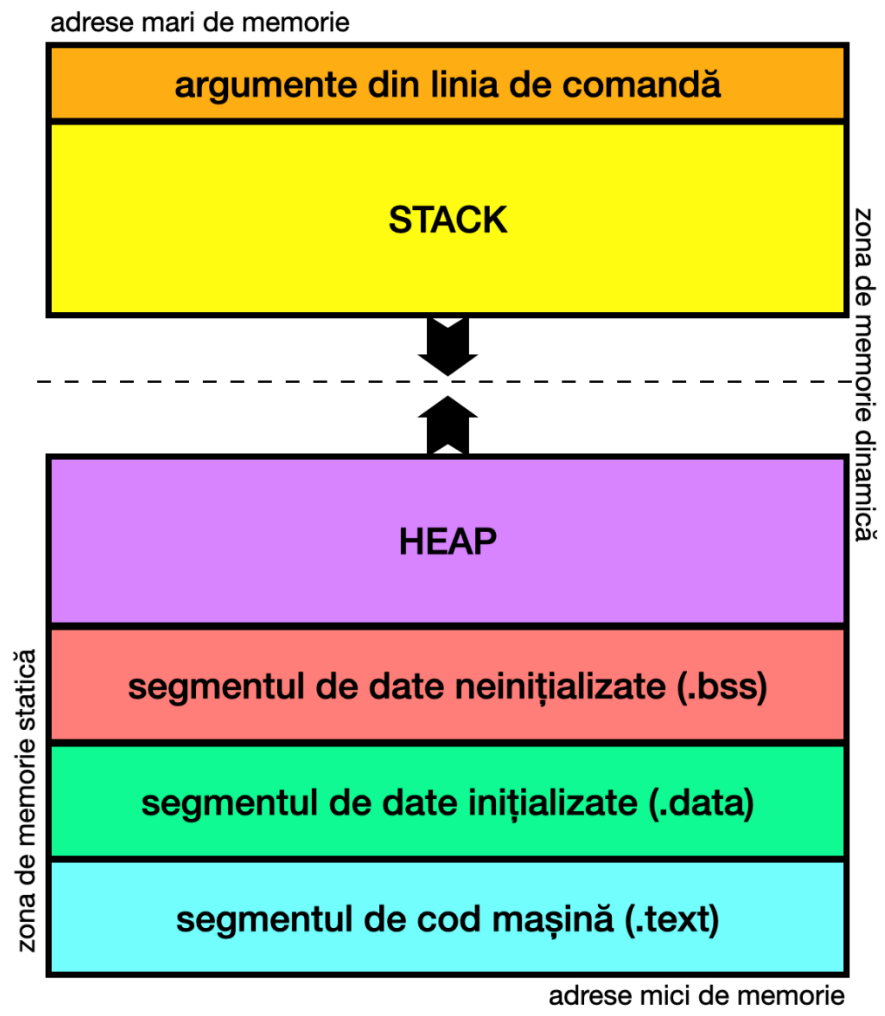 adrese mari de memorie
argumente din linia de comandă
STACK
zona de memorie dinamică
HEAP
segmentul de date neinițializate (.bss)
zona de memorie statică
segmentul de date inițializate (.data)
segmentul de cod mașină (.text)
adrese mici de memorie